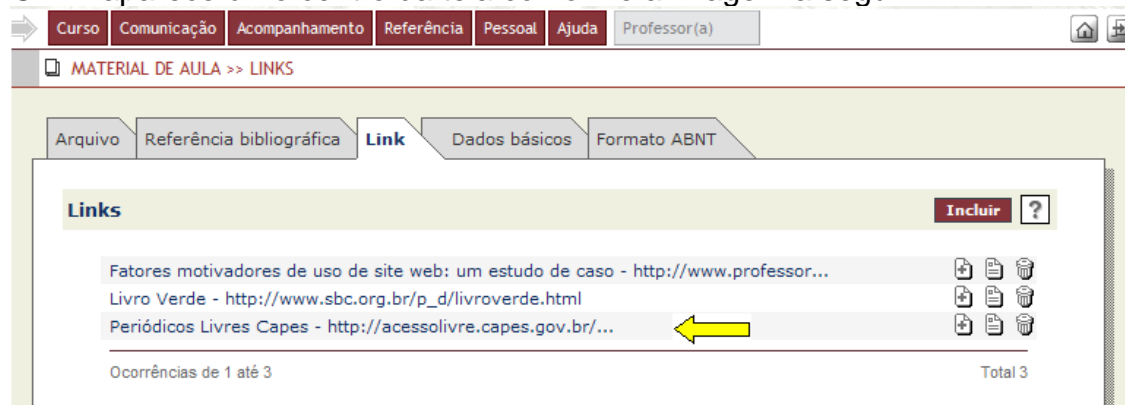 Curso Comunicação Acompanhamento Referência Pessoal Ajuda Professor(a)
MATERIAL DE AULA >> LINKS
Arquivo Referência bibliográfica Link Dados básicos Formato ABNT
Links Incluir ?
Fatores motivadores de uso de site web: um estudo de caso - http://www.professor...
Livro Verde - http://www.sbc.org.br/p_d/livroverde.html
Periódicos Livres Capes - http://acessolivre.capes.gov.br/...
Ocorrências de 1 até 3 Total 3